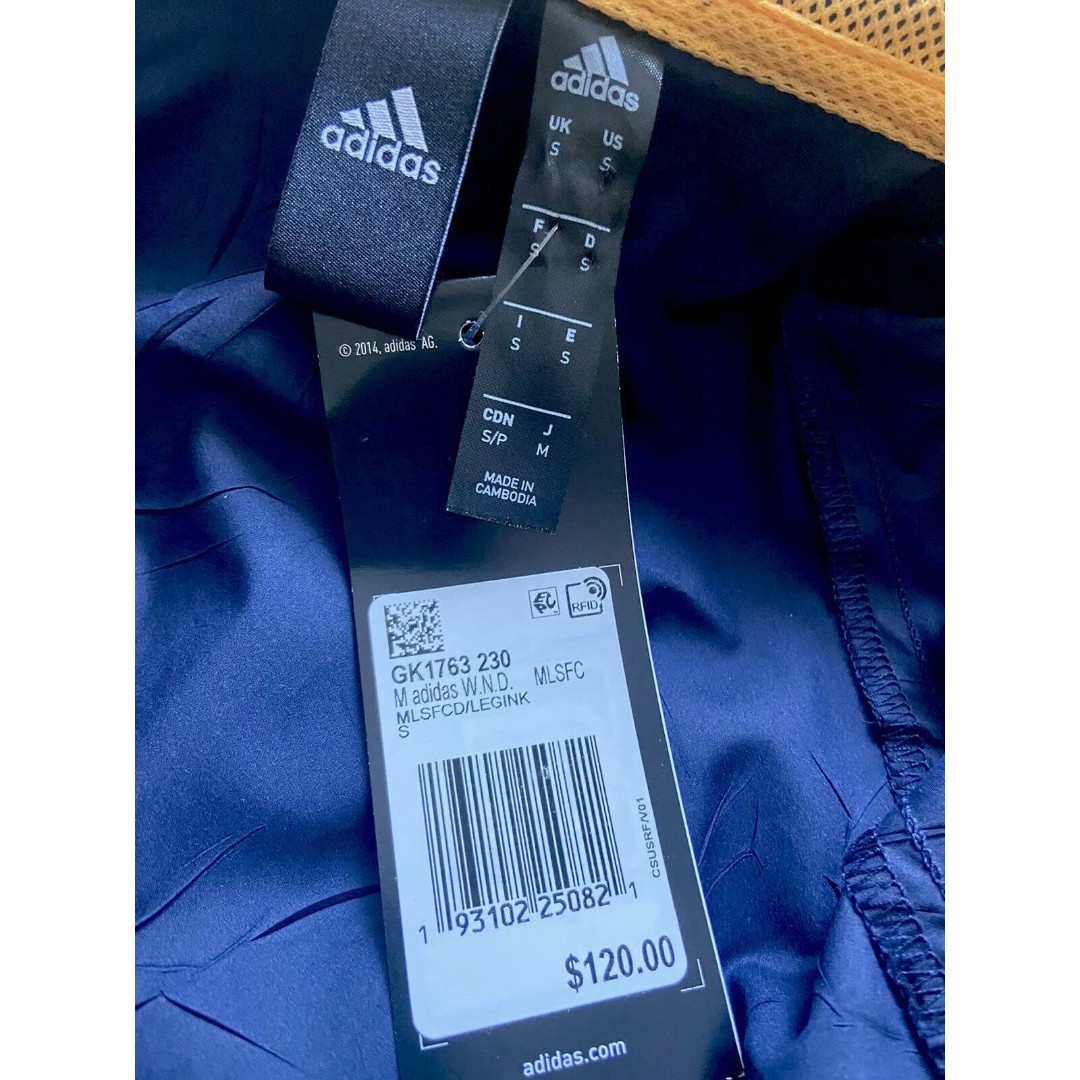 adidas
adidas
UK US
S S
F D
S S
I E
S S
CDN J
S/P M
MADE IN
CAMBODIA
© 2014, adidas AG.
RFID
GK1763 230
M adidas W.N.D. MLSFC
MLSFCD/LEGINK
S
CSUSRF/V01
1 93102 25082 1
$120.00
adidas.com